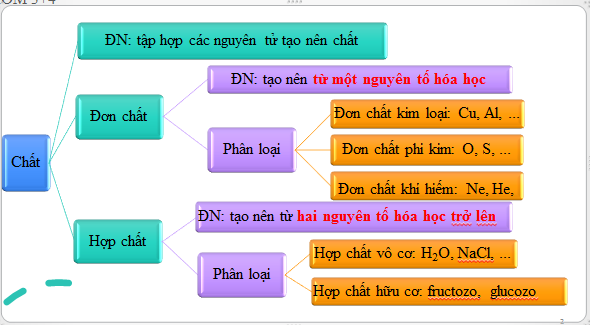 ĐN: tập hợp các nguyên tử tạo nên chất
ĐN: tạo nên từ một nguyên tố hóa học
Đơn chất
Đơn chất kim loại: Cu, Al, ...
Phân loại
Đơn chất phi kim: O, S, ...
Chất
Đơn chất khí hiếm: Ne, He,
ĐN: tạo nên từ hai nguyên tố hóa học trở lên
Hợp chất
Hợp chất vô cơ: H₂O, NaCl, ...
Phân loại
Hợp chất hữu cơ: fructozo, glucozo
2